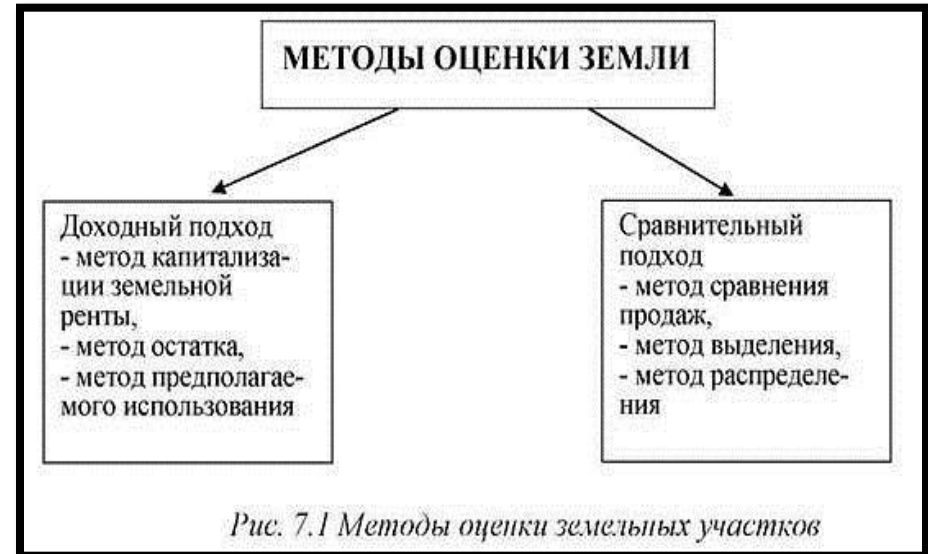 МЕТОДЫ ОЦЕНКИ ЗЕМЛИ
Доходный подход
- метод капитализа-
ции земельной
ренты,
- метод остатка,
- метод предполагае-
мого использования
Сравнительный
подход
- метод сравнения
продаж,
- метод выделения,
- метод распределе-
ния
Рис. 7.1 Методы оценки земельных участков